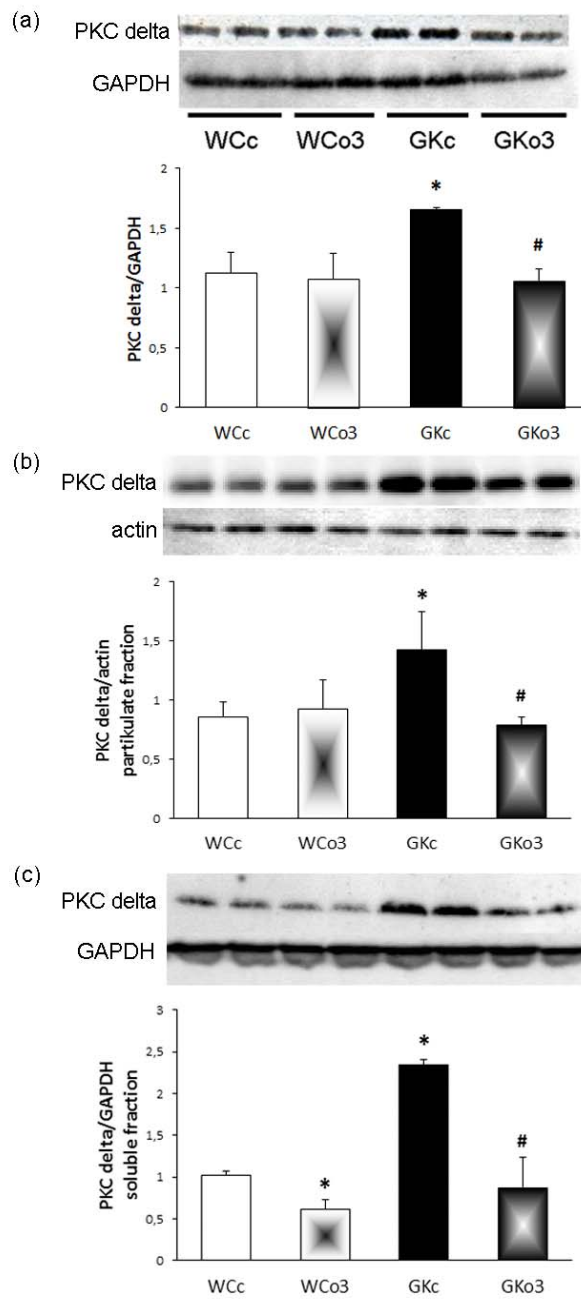 (a)
PKC delta
GAPDH
WCc WCo3 GKc GKo3
PKC delta/GAPDH
2
1,5
1
0,5
0
*
#
WCc WCo3 GKc GKo3
(b)
PKC delta
actin
PKC delta/actin
partikulate fraction
2
1,5
1
0,5
0
*
#
WCc WCo3 GKc GKo3
(c)
PKC delta
GAPDH
PKC delta/GAPDH
soluble fraction
3
2,5
2
1,5
1
0,5
0
*
*
#
WCc WCo3 GKc GKo3